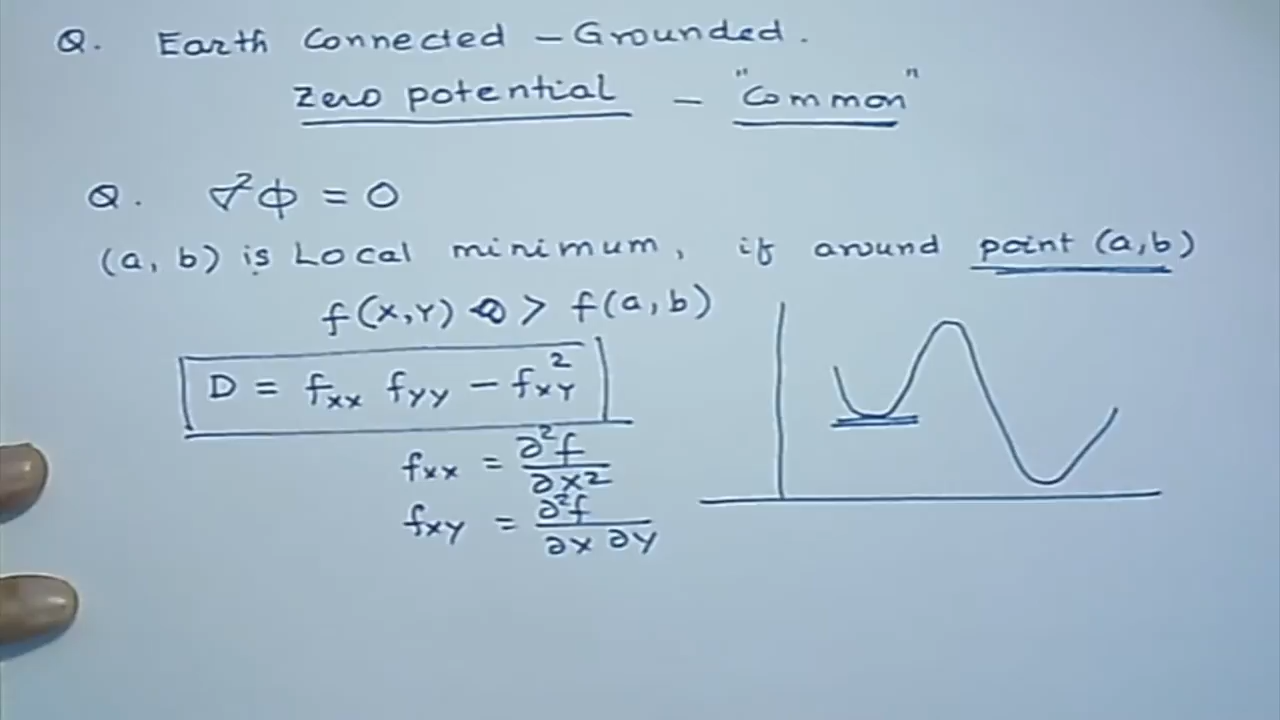 Q. Earth Connected - Grounded.
Zero potential - "Common"
Q. ∇²ϕ = 0
(a, b) is Local minimum, if around point (a,b)
f(x,y) > f(a,b)
D = fxx fyy - fxy²
fxx = ∂²f/∂x²
fxy = ∂²f/∂x ∂y